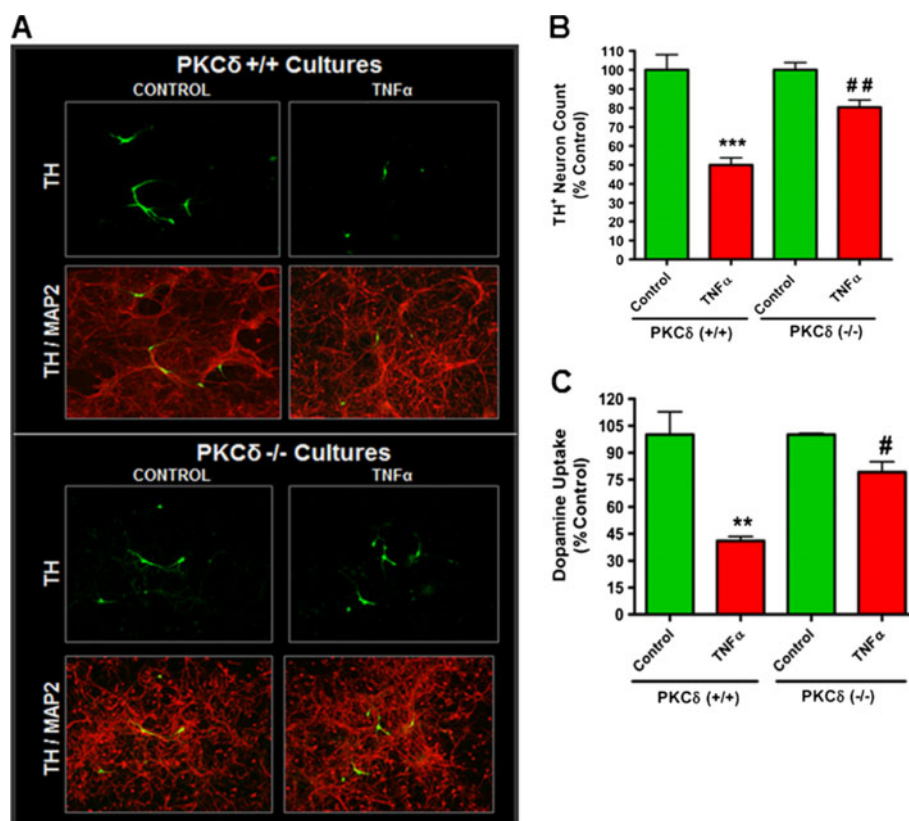 A
PKCδ +/+ Cultures
CONTROL TNFα
TH
TH / MAP2
PKCδ -/- Cultures
CONTROL TNFα
TH
TH / MAP2
B
TH⁺ Neuron Count
(% Control)
110
100
90
80
70
60
50
40
30
20
10
0
***
##
Control TNFα Control TNFα
PKCδ (+/+) PKCδ (-/-)
C
Dopamine Uptake
(%Control)
120
105
90
75
60
45
30
15
0
**
#
Control TNFα Control TNFα
PKCδ (+/+) PKCδ (-/-)